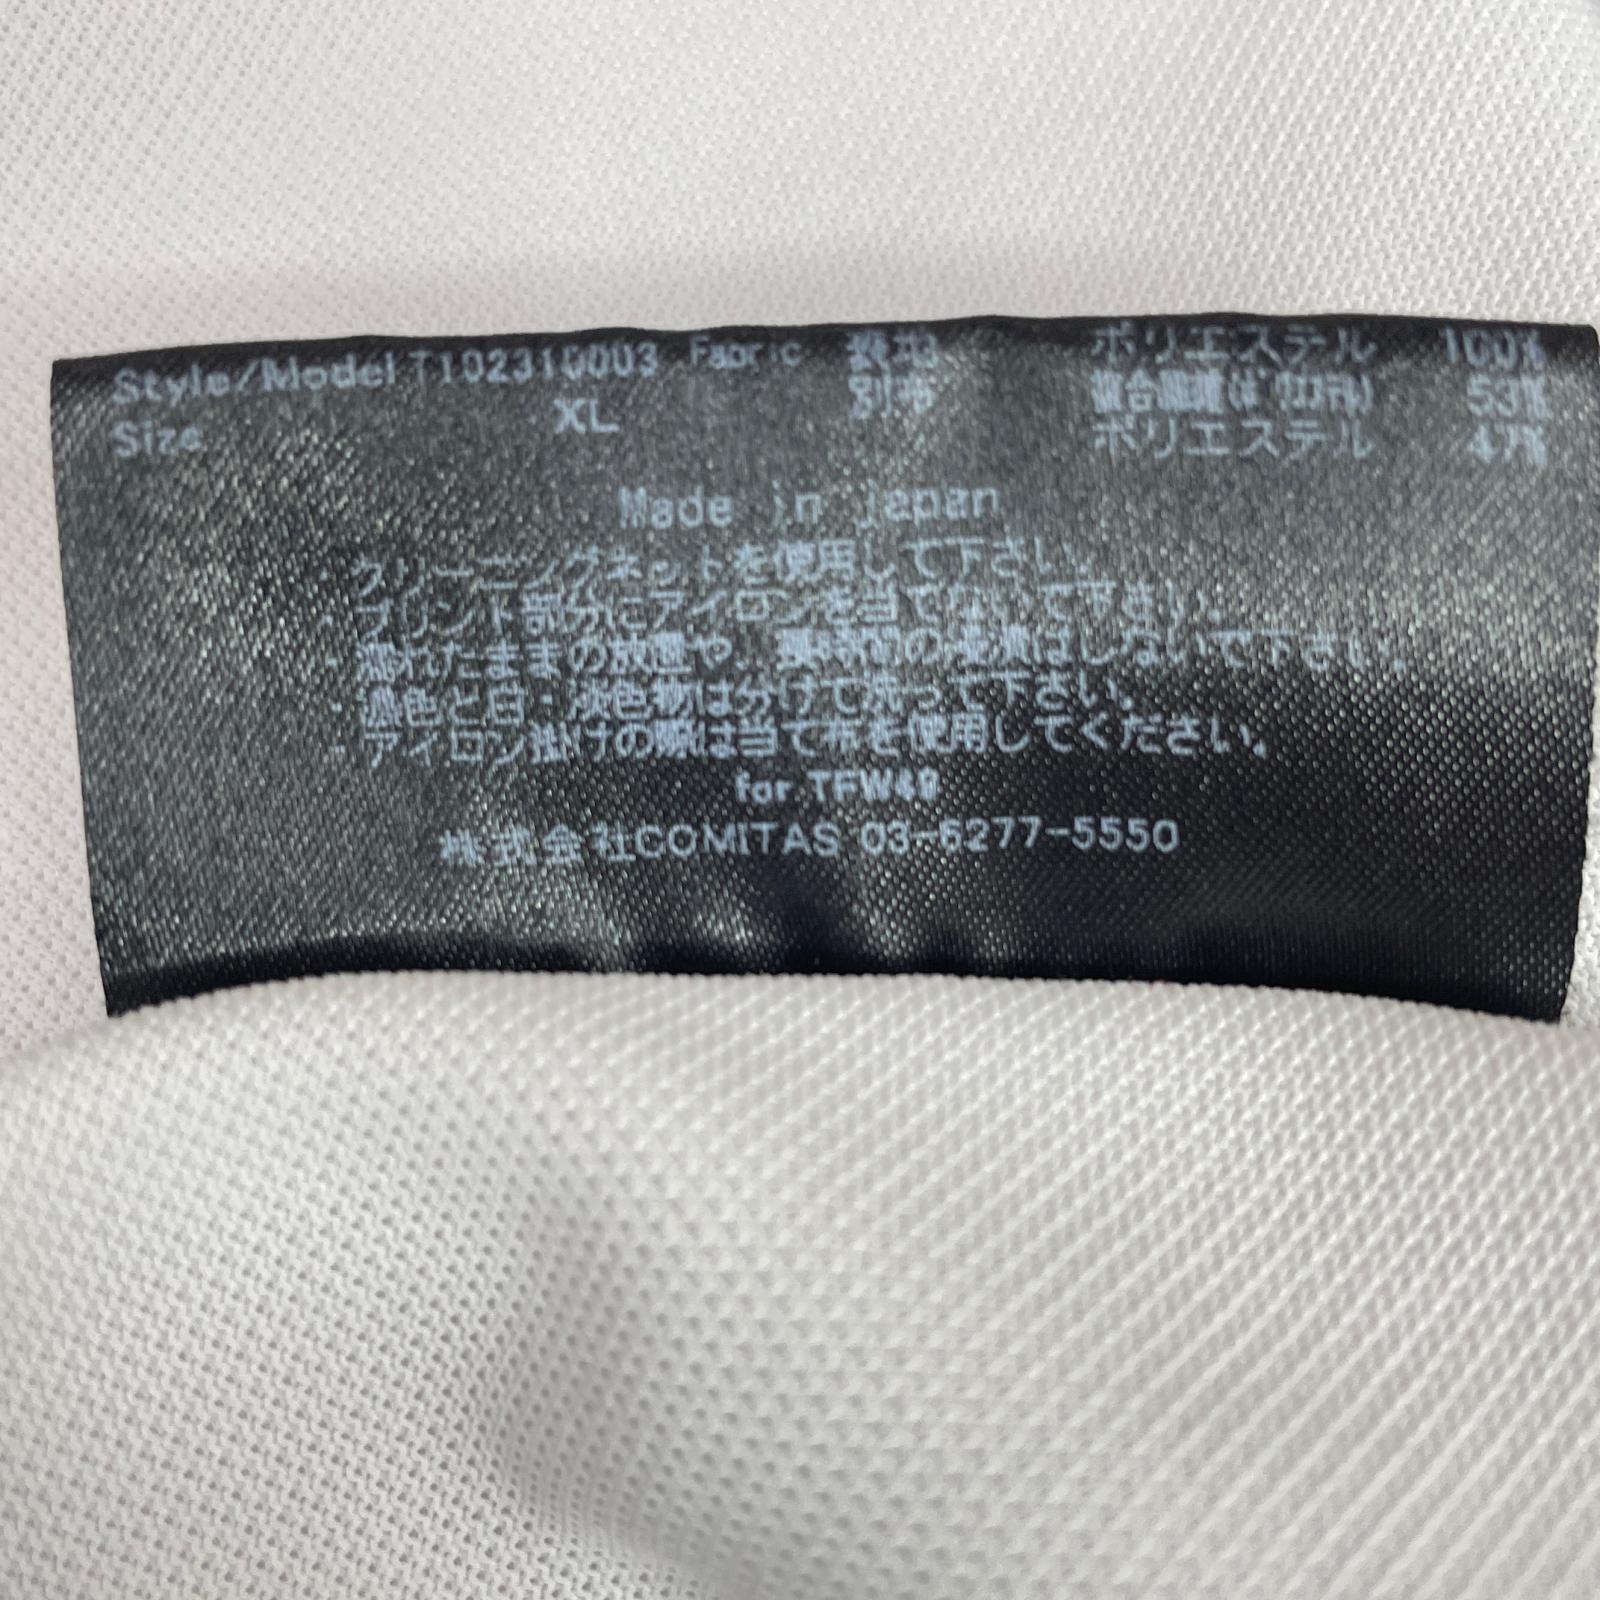 Style/Model T102310003 Fabric 表地 ポリエステル 100%
Size XL 別布 複合繊維(ﾎﾟﾘｴｽﾃﾙ) 53%
ポリエステル 47%
Made in Japan
・クリーニングネットを使用して下さい。
・プリント部分にアイロンを当てないで下さい。
・濡れたままの放置や、長時間の浸漬はしないで下さい。
・濃色と白・淡色物は分けて洗って下さい。
・アイロン掛けの際は当て布を使用してください。
for TFW49
株式会社COMITAS 03-6277-5550